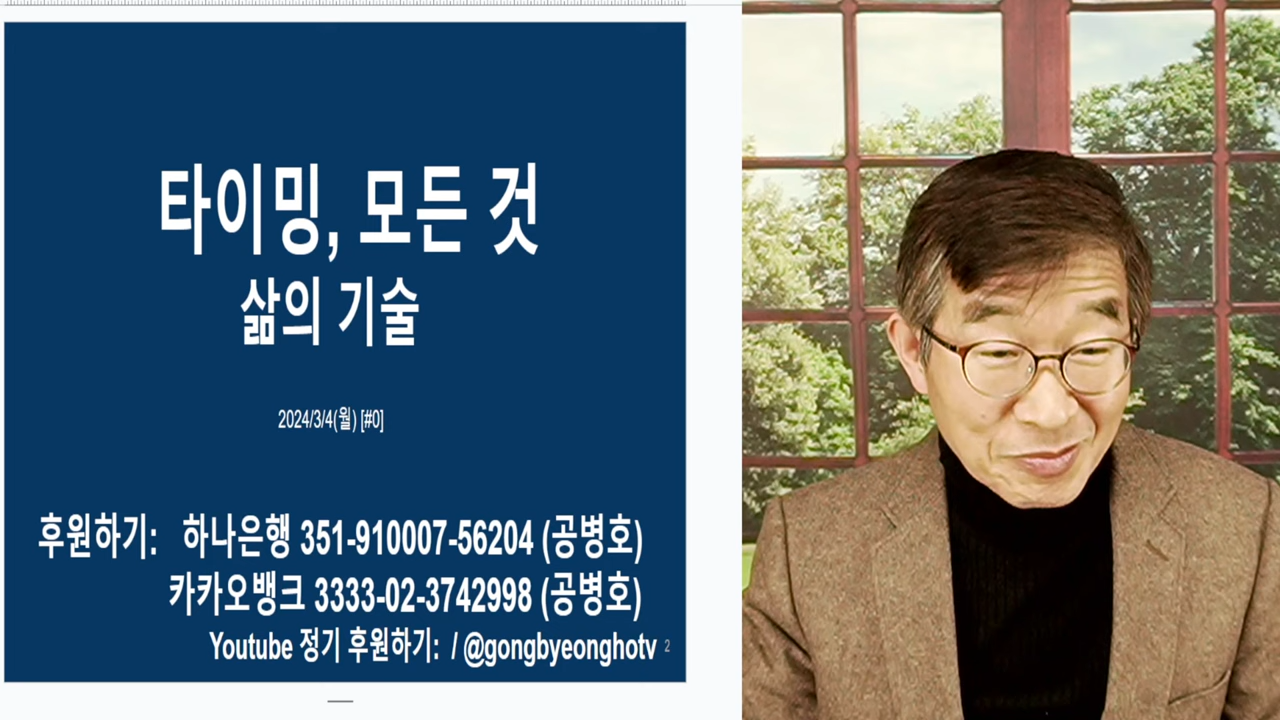 타이밍, 모든 것
삶의 기술
2024/3/4(월) [#0]
후원하기: 하나은행 351-910007-56204 (공병호)
카카오뱅크 3333-02-3742998 (공병호)
Youtube 정기 후원하기: / @gongbyeonghotv
2